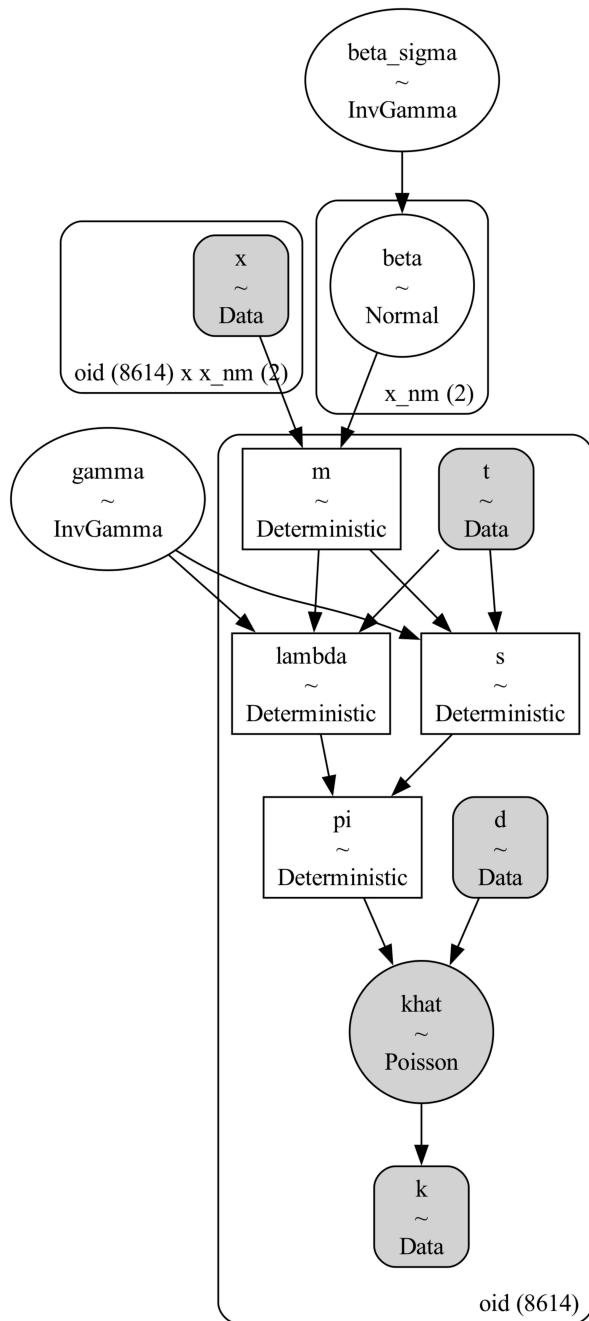 beta_sigma
~
InvGamma
x
~
Data
oid (8614) x x_nm (2)
beta
~
Normal
x_nm (2)
gamma
~
InvGamma
m
~
Deterministic
t
~
Data
lambda
~
Deterministic
s
~
Deterministic
pi
~
Deterministic
d
~
Data
khat
~
Poisson
k
~
Data
oid (8614)